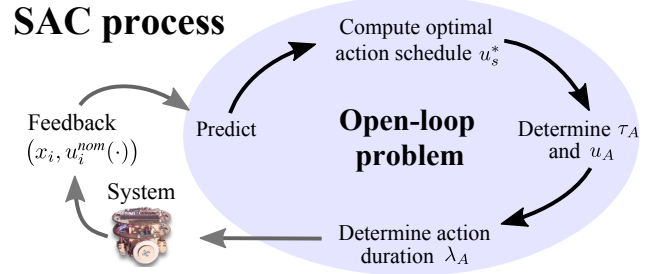 SAC process
Compute optimal
action schedule $u_s^*$
Feedback
$(x_i, u_i^{nom}(\cdot))$
Predict
Open-loop
problem
Determine $\tau_A$
and $u_A$
System
Determine action
duration $\lambda_A$